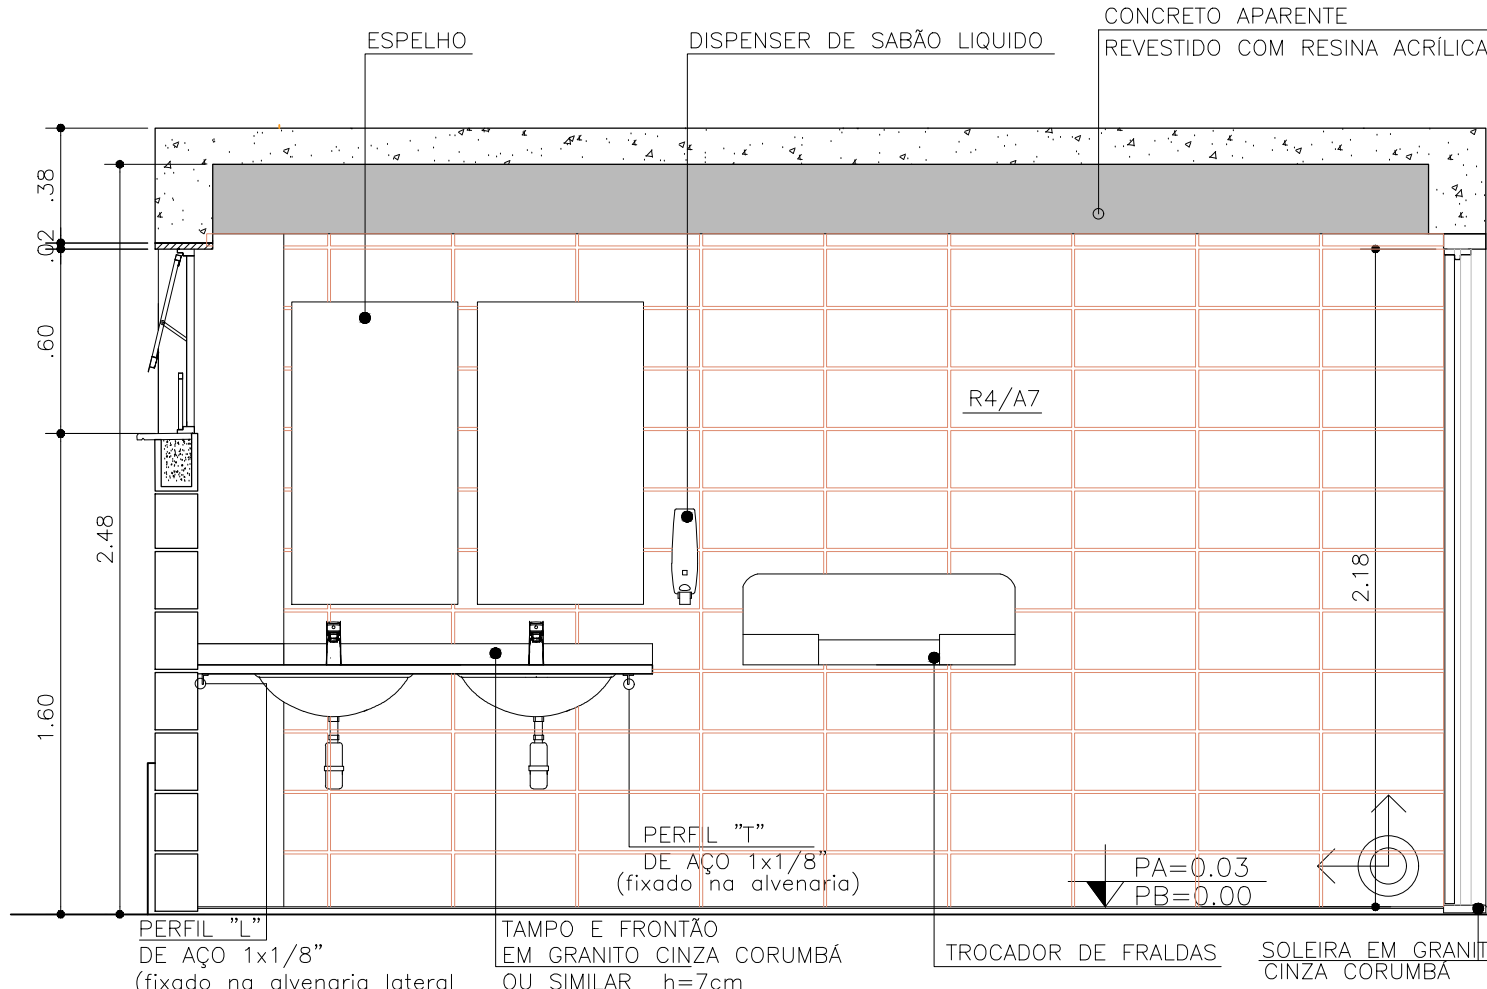 CONCRETO APARENTE
REVESTIDO COM RESINA ACRÍLICA
ESPELHO
DISPENSER DE SABÃO LIQUIDO
.38
.02
.60
2.48
1.60
R4/A7
2.18
PERFIL "T"
DE AÇO 1x1/8"
(fixado na alvenaria)
PA=0.03
PB=0.00
PERFIL "L"
DE AÇO 1x1/8"
(fixado na alvenaria lateral
TAMPO E FRONTÃO
EM GRANITO CINZA CORUMBÁ
OU SIMILAR h=7cm
TROCADOR DE FRALDAS
SOLEIRA EM GRANIT
CINZA CORUMBÁ